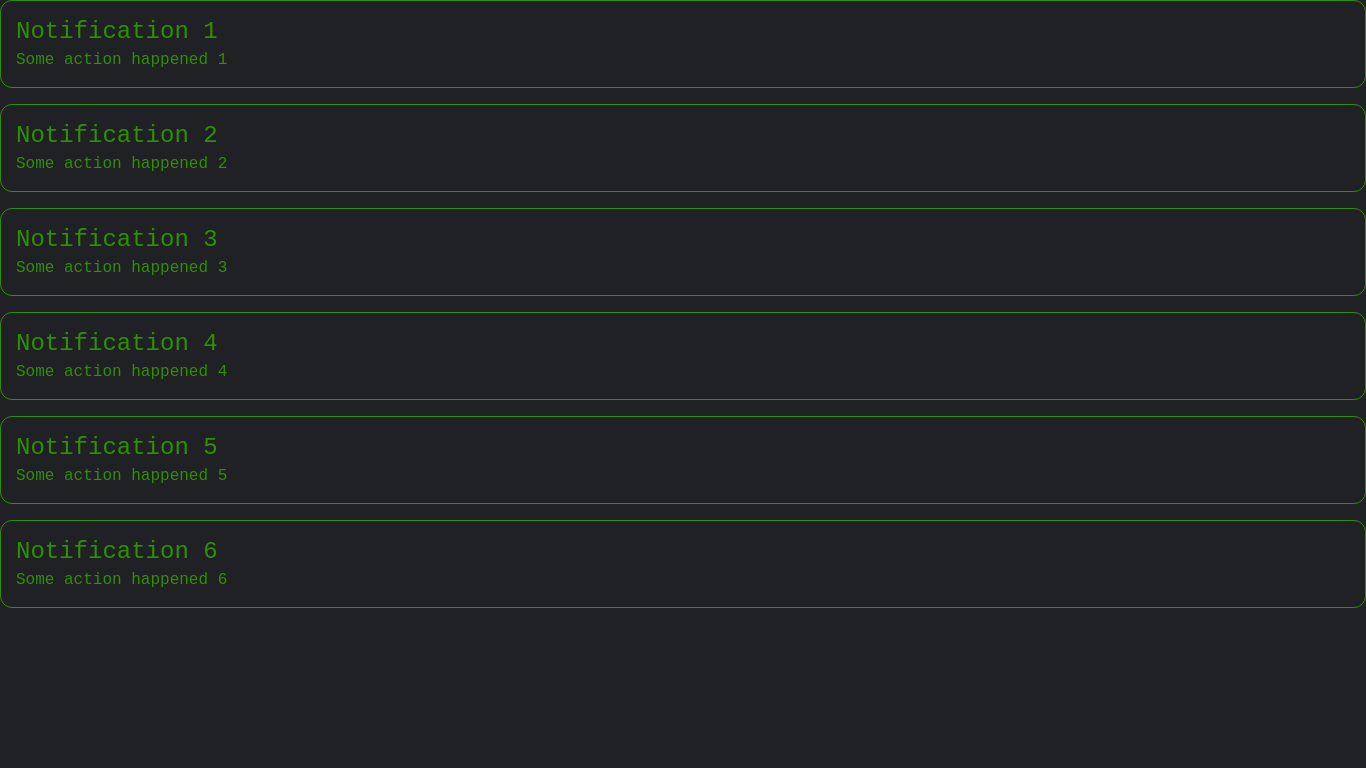 Notification 1
Some action happened 1
Notification 2
Some action happened 2
Notification 3
Some action happened 3
Notification 4
Some action happened 4
Notification 5
Some action happened 5
Notification 6
Some action happened 6